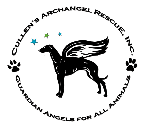 CULLEN'S ARCHANGEL RESCUE, INC.
GUARDIAN ANGELS FOR ALL ANIMALS